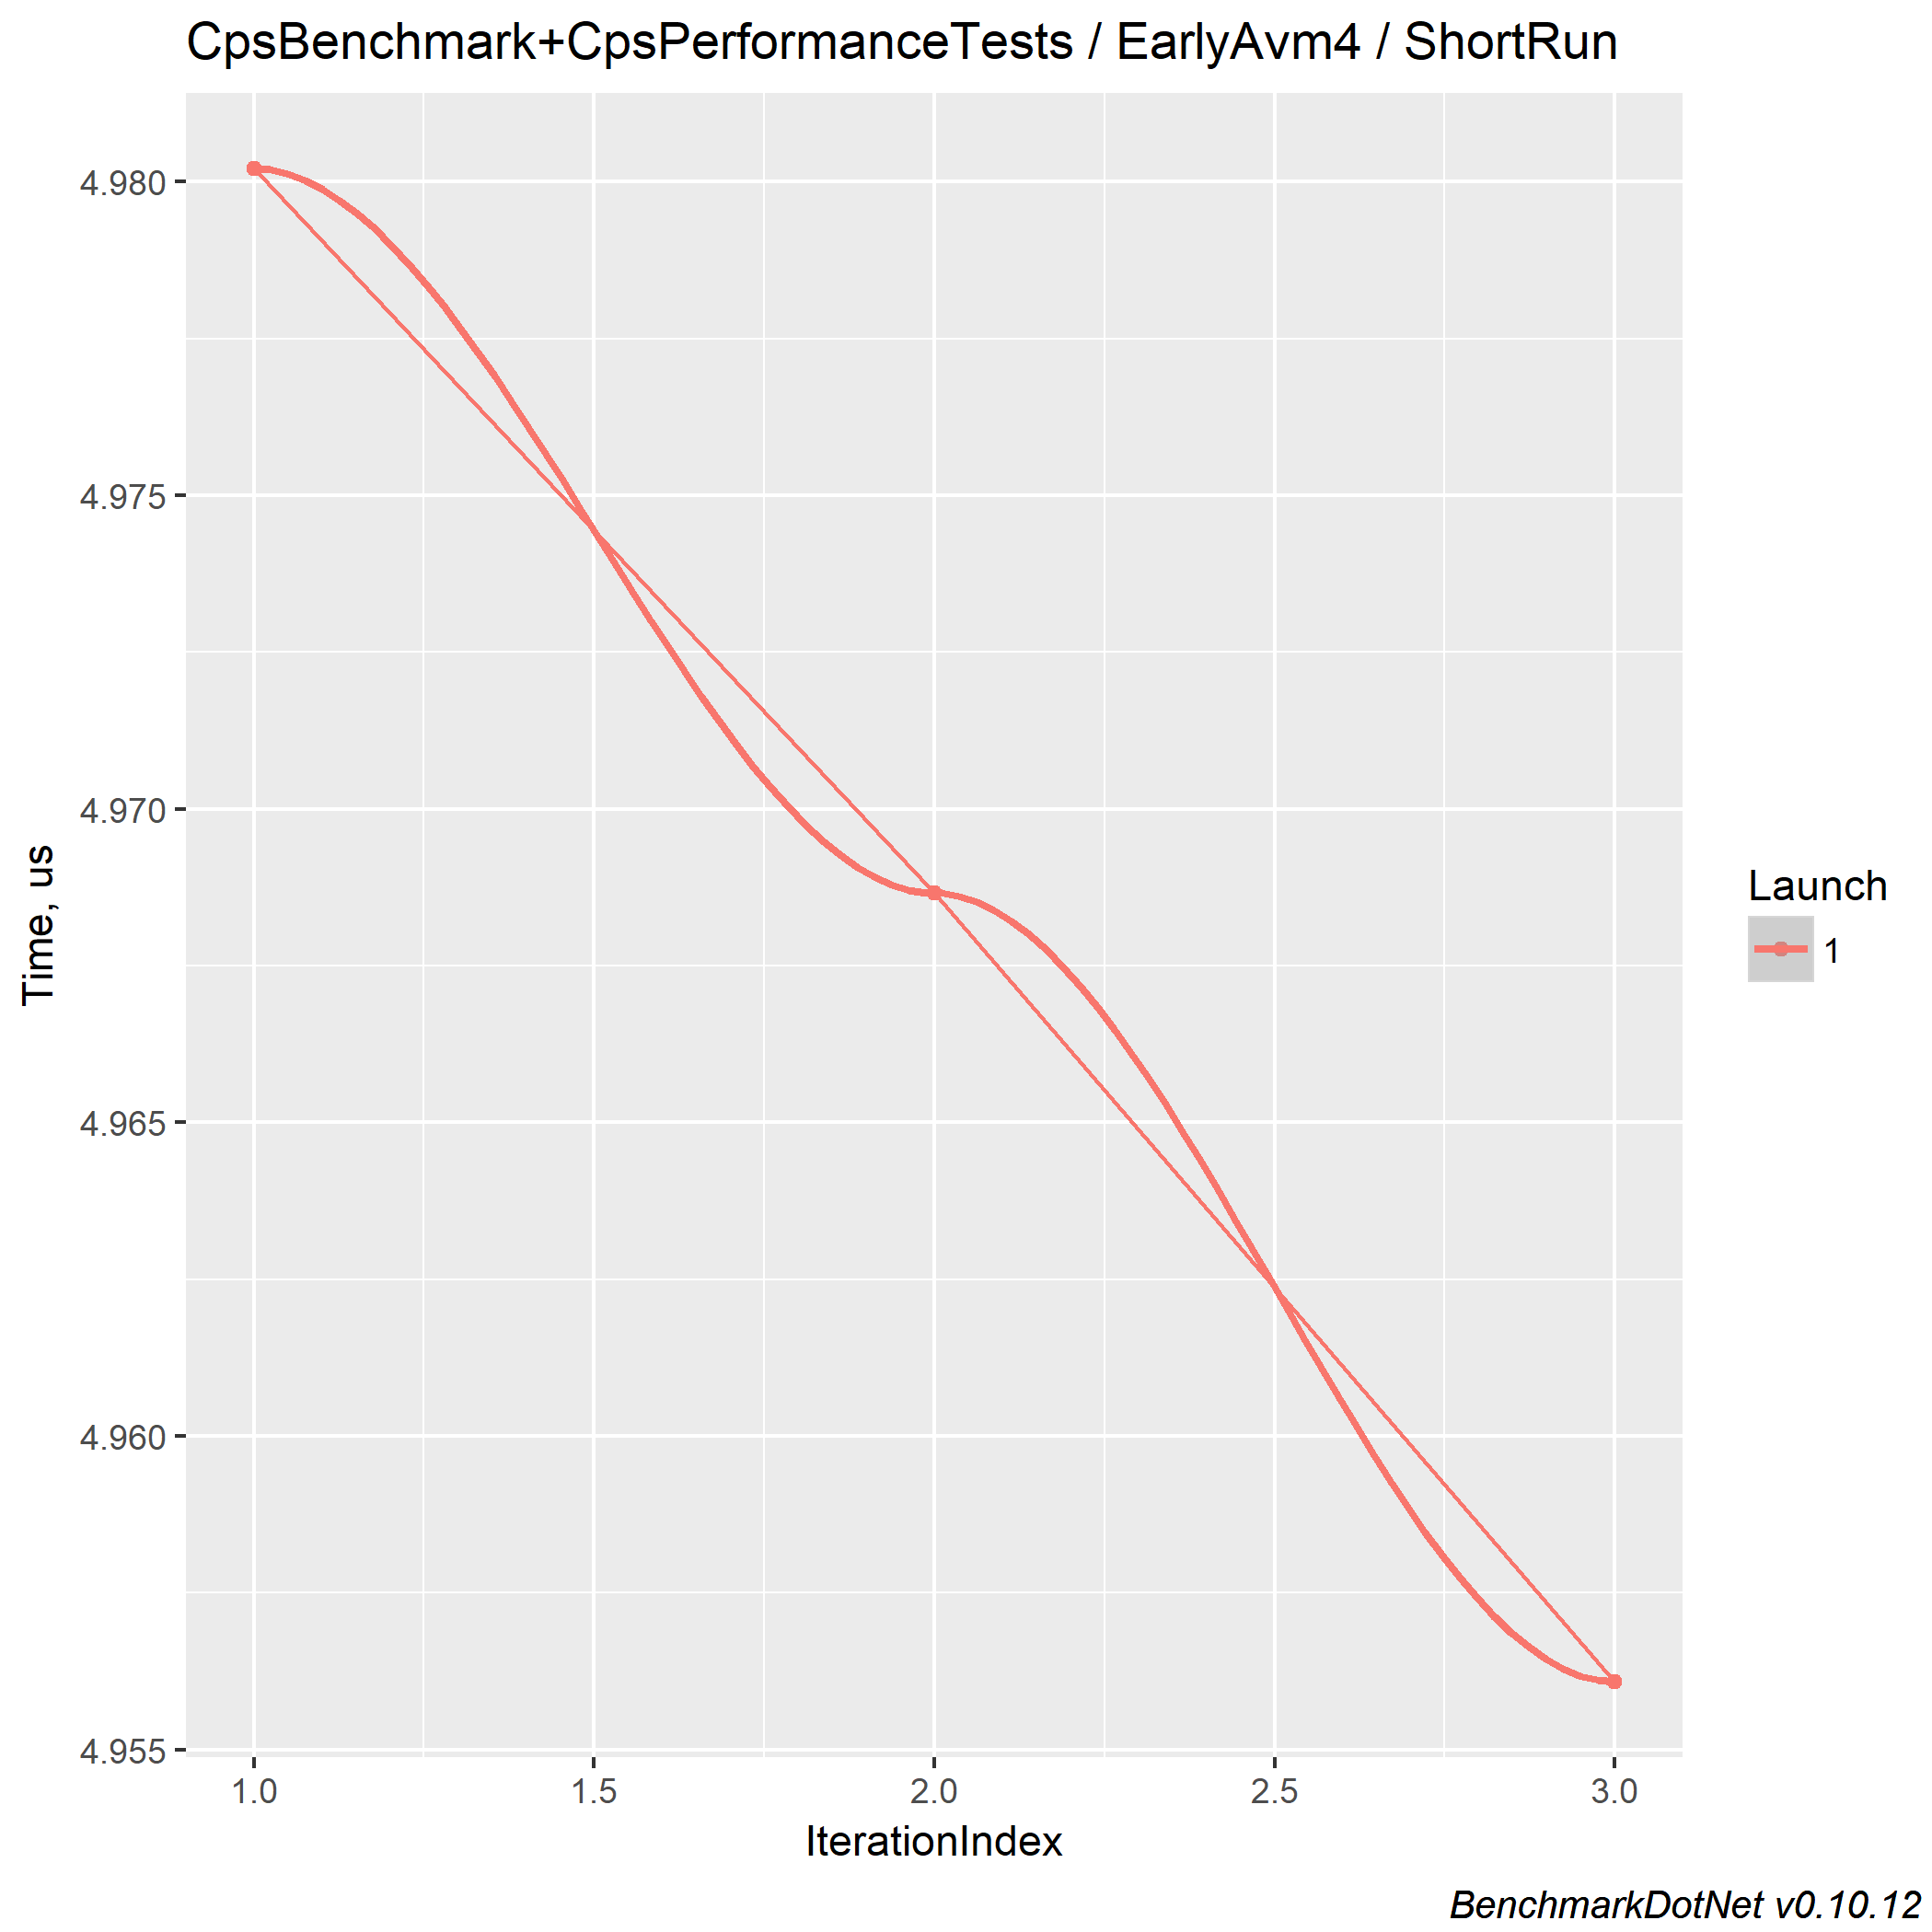 CpsBenchmark+CpsPerformanceTests / EarlyAvm4 / ShortRun
4.980
4.975
4.970
4.965
4.960
4.955
Time, us
1.0 1.5 2.0 2.5 3.0
IterationIndex
Launch
1
BenchmarkDotNet v0.10.12